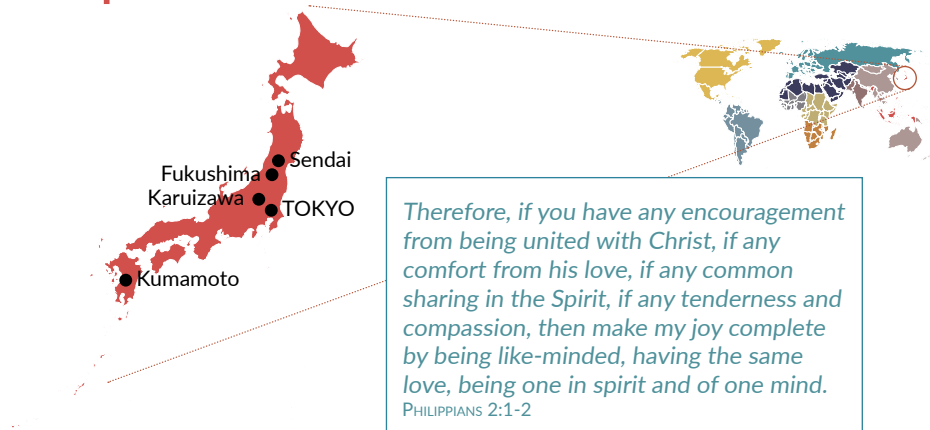 Sendai
Fukushima
Karuizawa
TOKYO
Kumamoto
Therefore, if you have any encouragement
from being united with Christ, if any
comfort from his love, if any common
sharing in the Spirit, if any tenderness and
compassion, then make my joy complete
by being like-minded, having the same
love, being one in spirit and of one mind.
Philippians 2:1-2